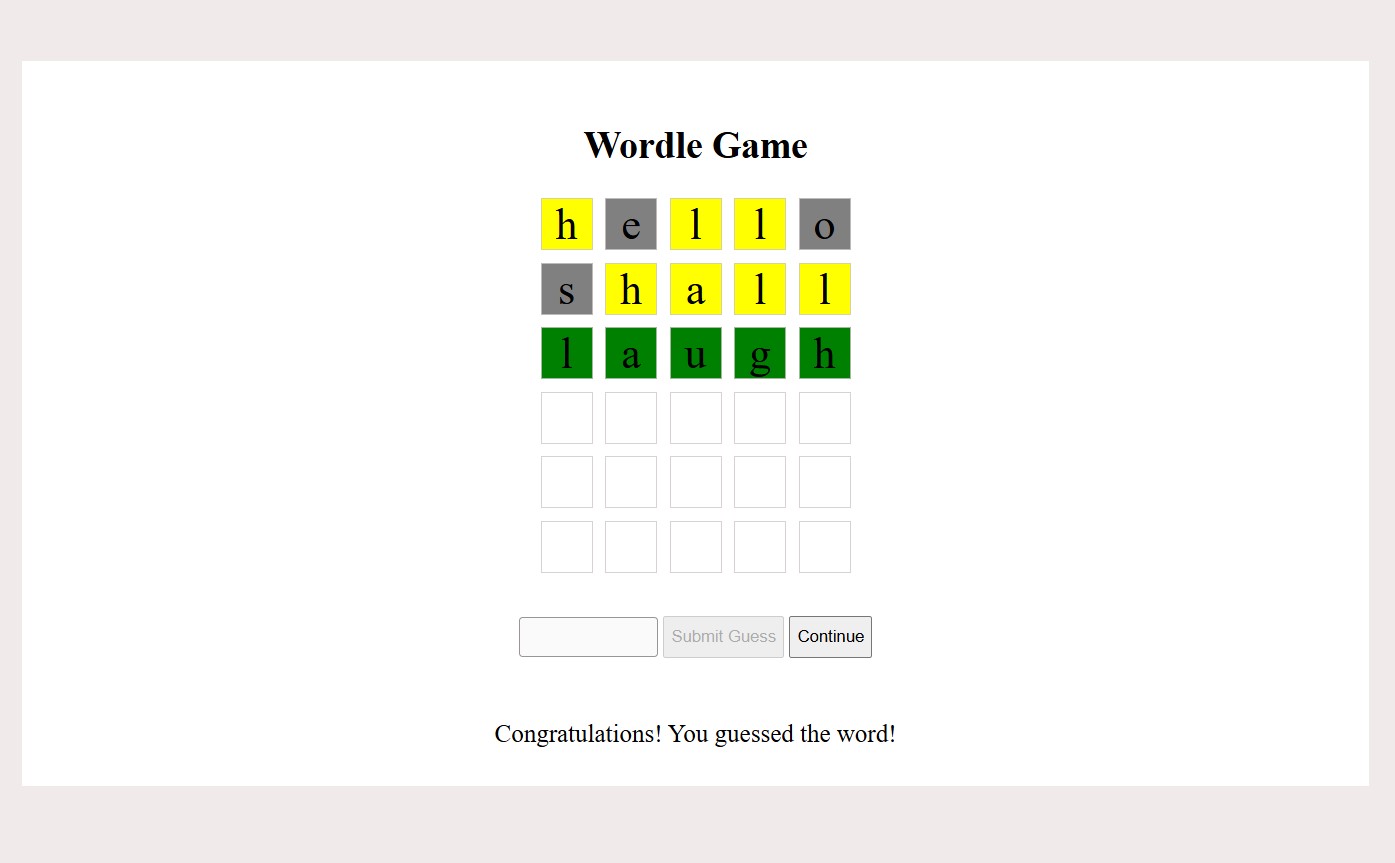 Wordle Game
h e l l o
s h a l l
l a u g h
Submit Guess Continue
Congratulations! You guessed the word!